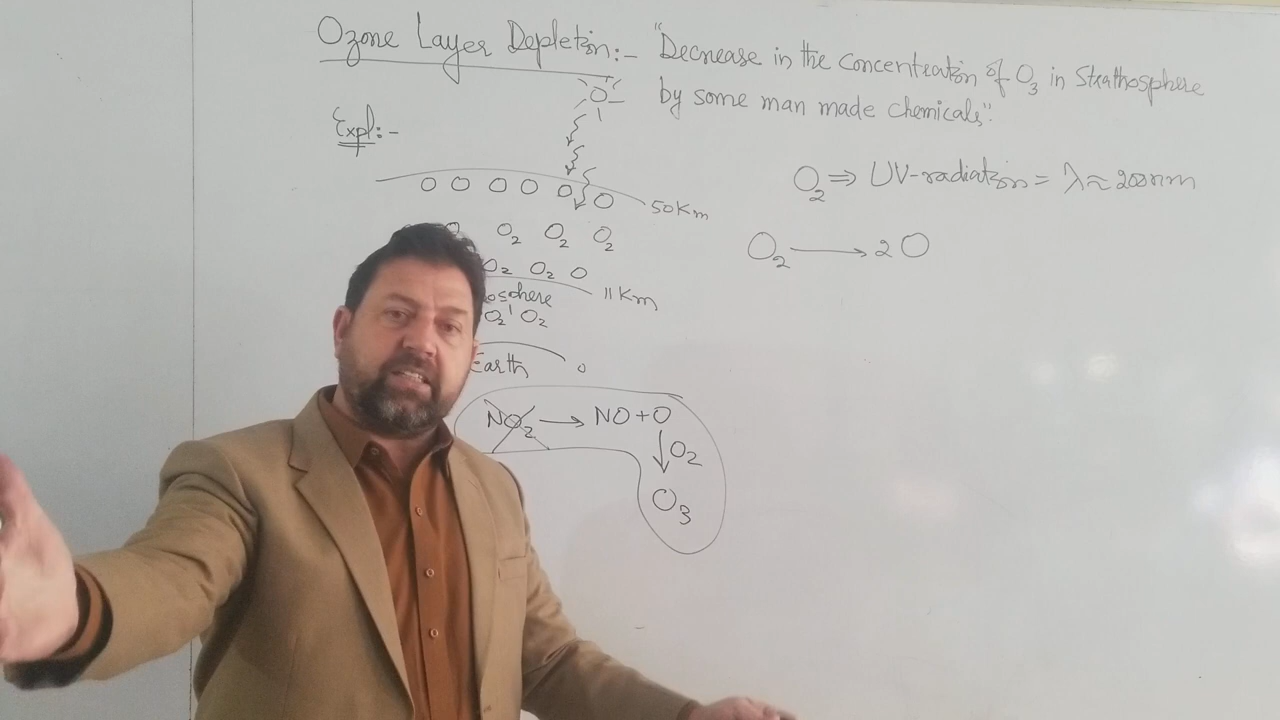 Ozone Layer Depletion:- "Decrease in the concentration of O3 in Strathosphere
by some man made chemicals".
Expl:-
O2 ⇒ UV-radiation = λ ≈ 200nm
O O O O O O 50Km
O2 O2 O2
O2 → 2O
O2 O2 O 11Km
osphere
O2 O2
Earth
NO2 → NO + O
↓ O2
O3